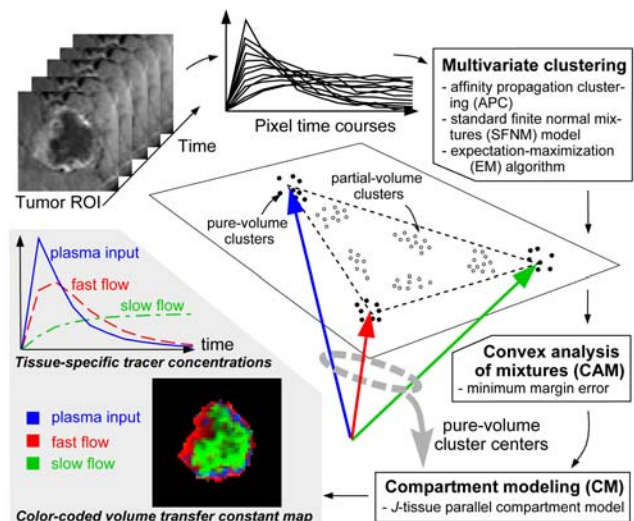 Tumor ROI
Time
Pixel time courses
Multivariate clustering
- affinity propagation cluster-
ing (APC)
- standard finite normal mix-
tures (SFNM) model
- expectation-maximization
(EM) algorithm
pure-volume
clusters
partial-volume
clusters
plasma input
fast flow
slow flow
time
Tissue-specific tracer concentrations
Convex analysis
of mixtures (CAM)
- minimum margin error
pure-volume
cluster centers
Compartment modeling (CM)
- J-tissue parallel compartment model
plasma input
fast flow
slow flow
Color-coded volume transfer constant map